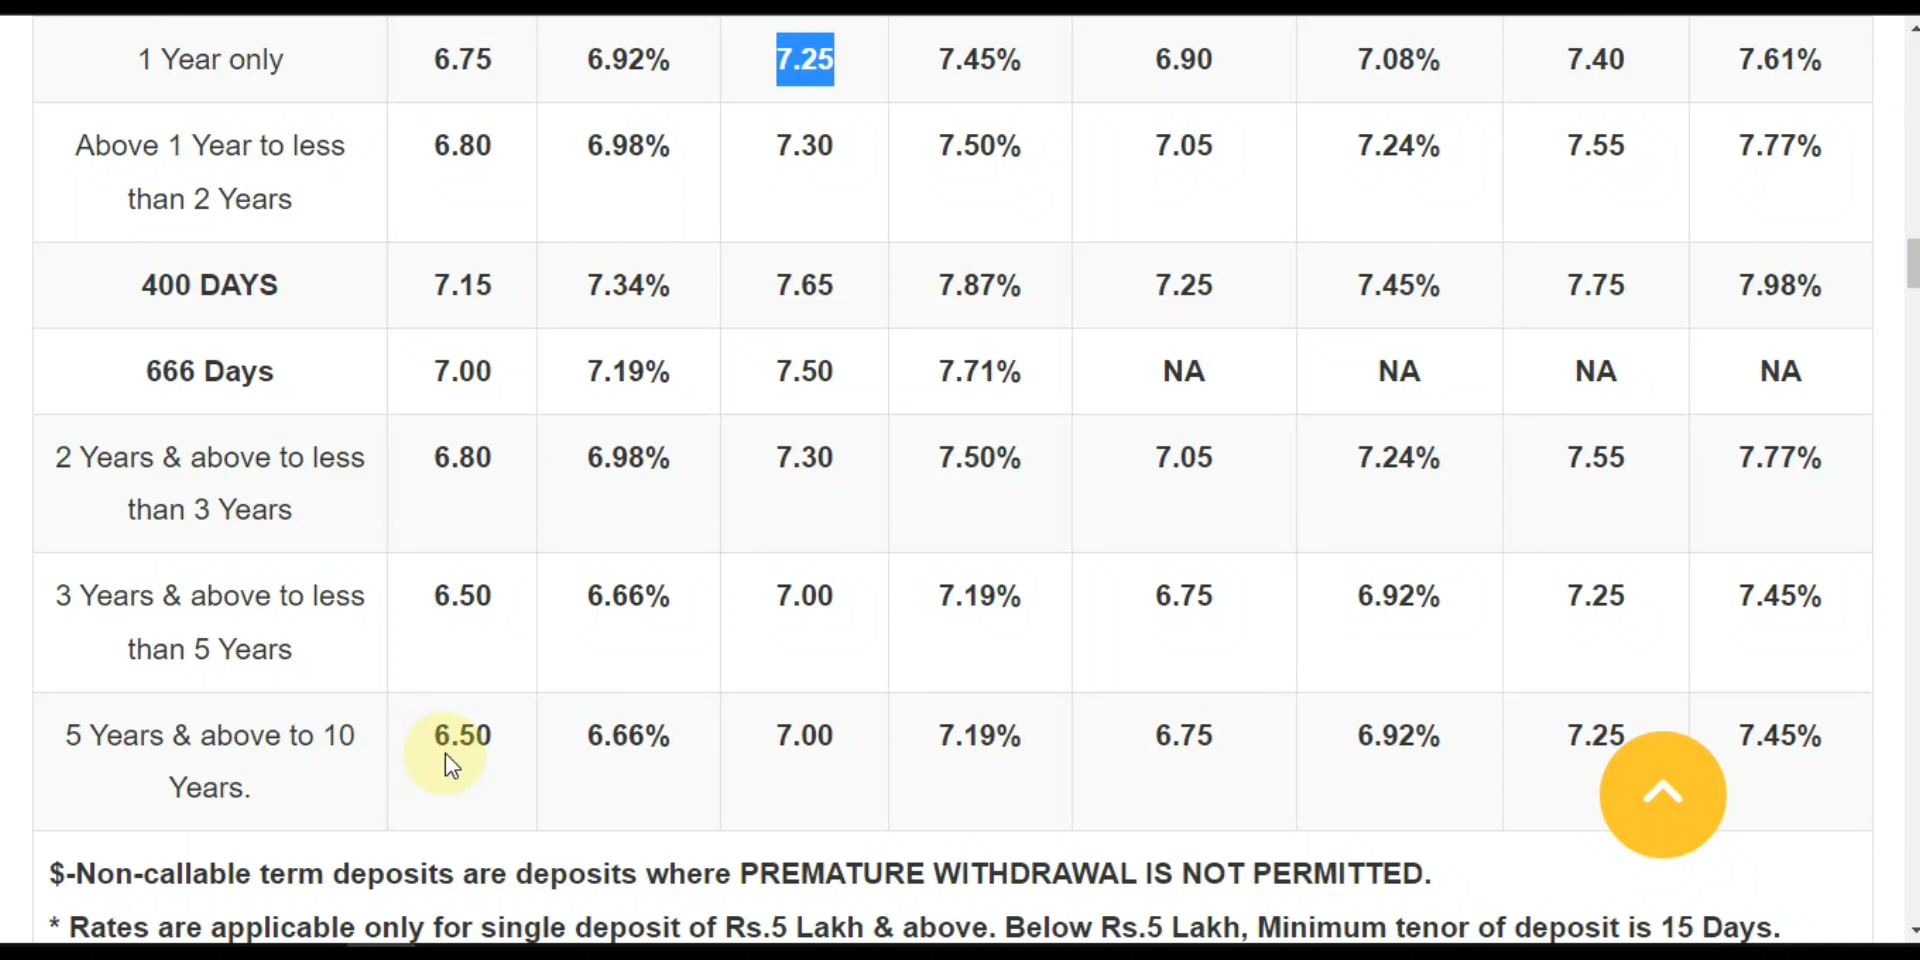 1 Year only 6.75 6.92% 7.25 7.45% 6.90 7.08% 7.40 7.61%
Above 1 Year to less 6.80 6.98% 7.30 7.50% 7.05 7.24% 7.55 7.77%
than 2 Years
400 DAYS 7.15 7.34% 7.65 7.87% 7.25 7.45% 7.75 7.98%
666 Days 7.00 7.19% 7.50 7.71% NA NA NA NA
2 Years & above to less 6.80 6.98% 7.30 7.50% 7.05 7.24% 7.55 7.77%
than 3 Years
3 Years & above to less 6.50 6.66% 7.00 7.19% 6.75 6.92% 7.25 7.45%
than 5 Years
5 Years & above to 10 6.50 6.66% 7.00 7.19% 6.75 6.92% 7.25 7.45%
Years.
$-Non-callable term deposits are deposits where PREMATURE WITHDRAWAL IS NOT PERMITTED.
* Rates are applicable only for single deposit of Rs.5 Lakh & above. Below Rs.5 Lakh, Minimum tenor of deposit is 15 Days.